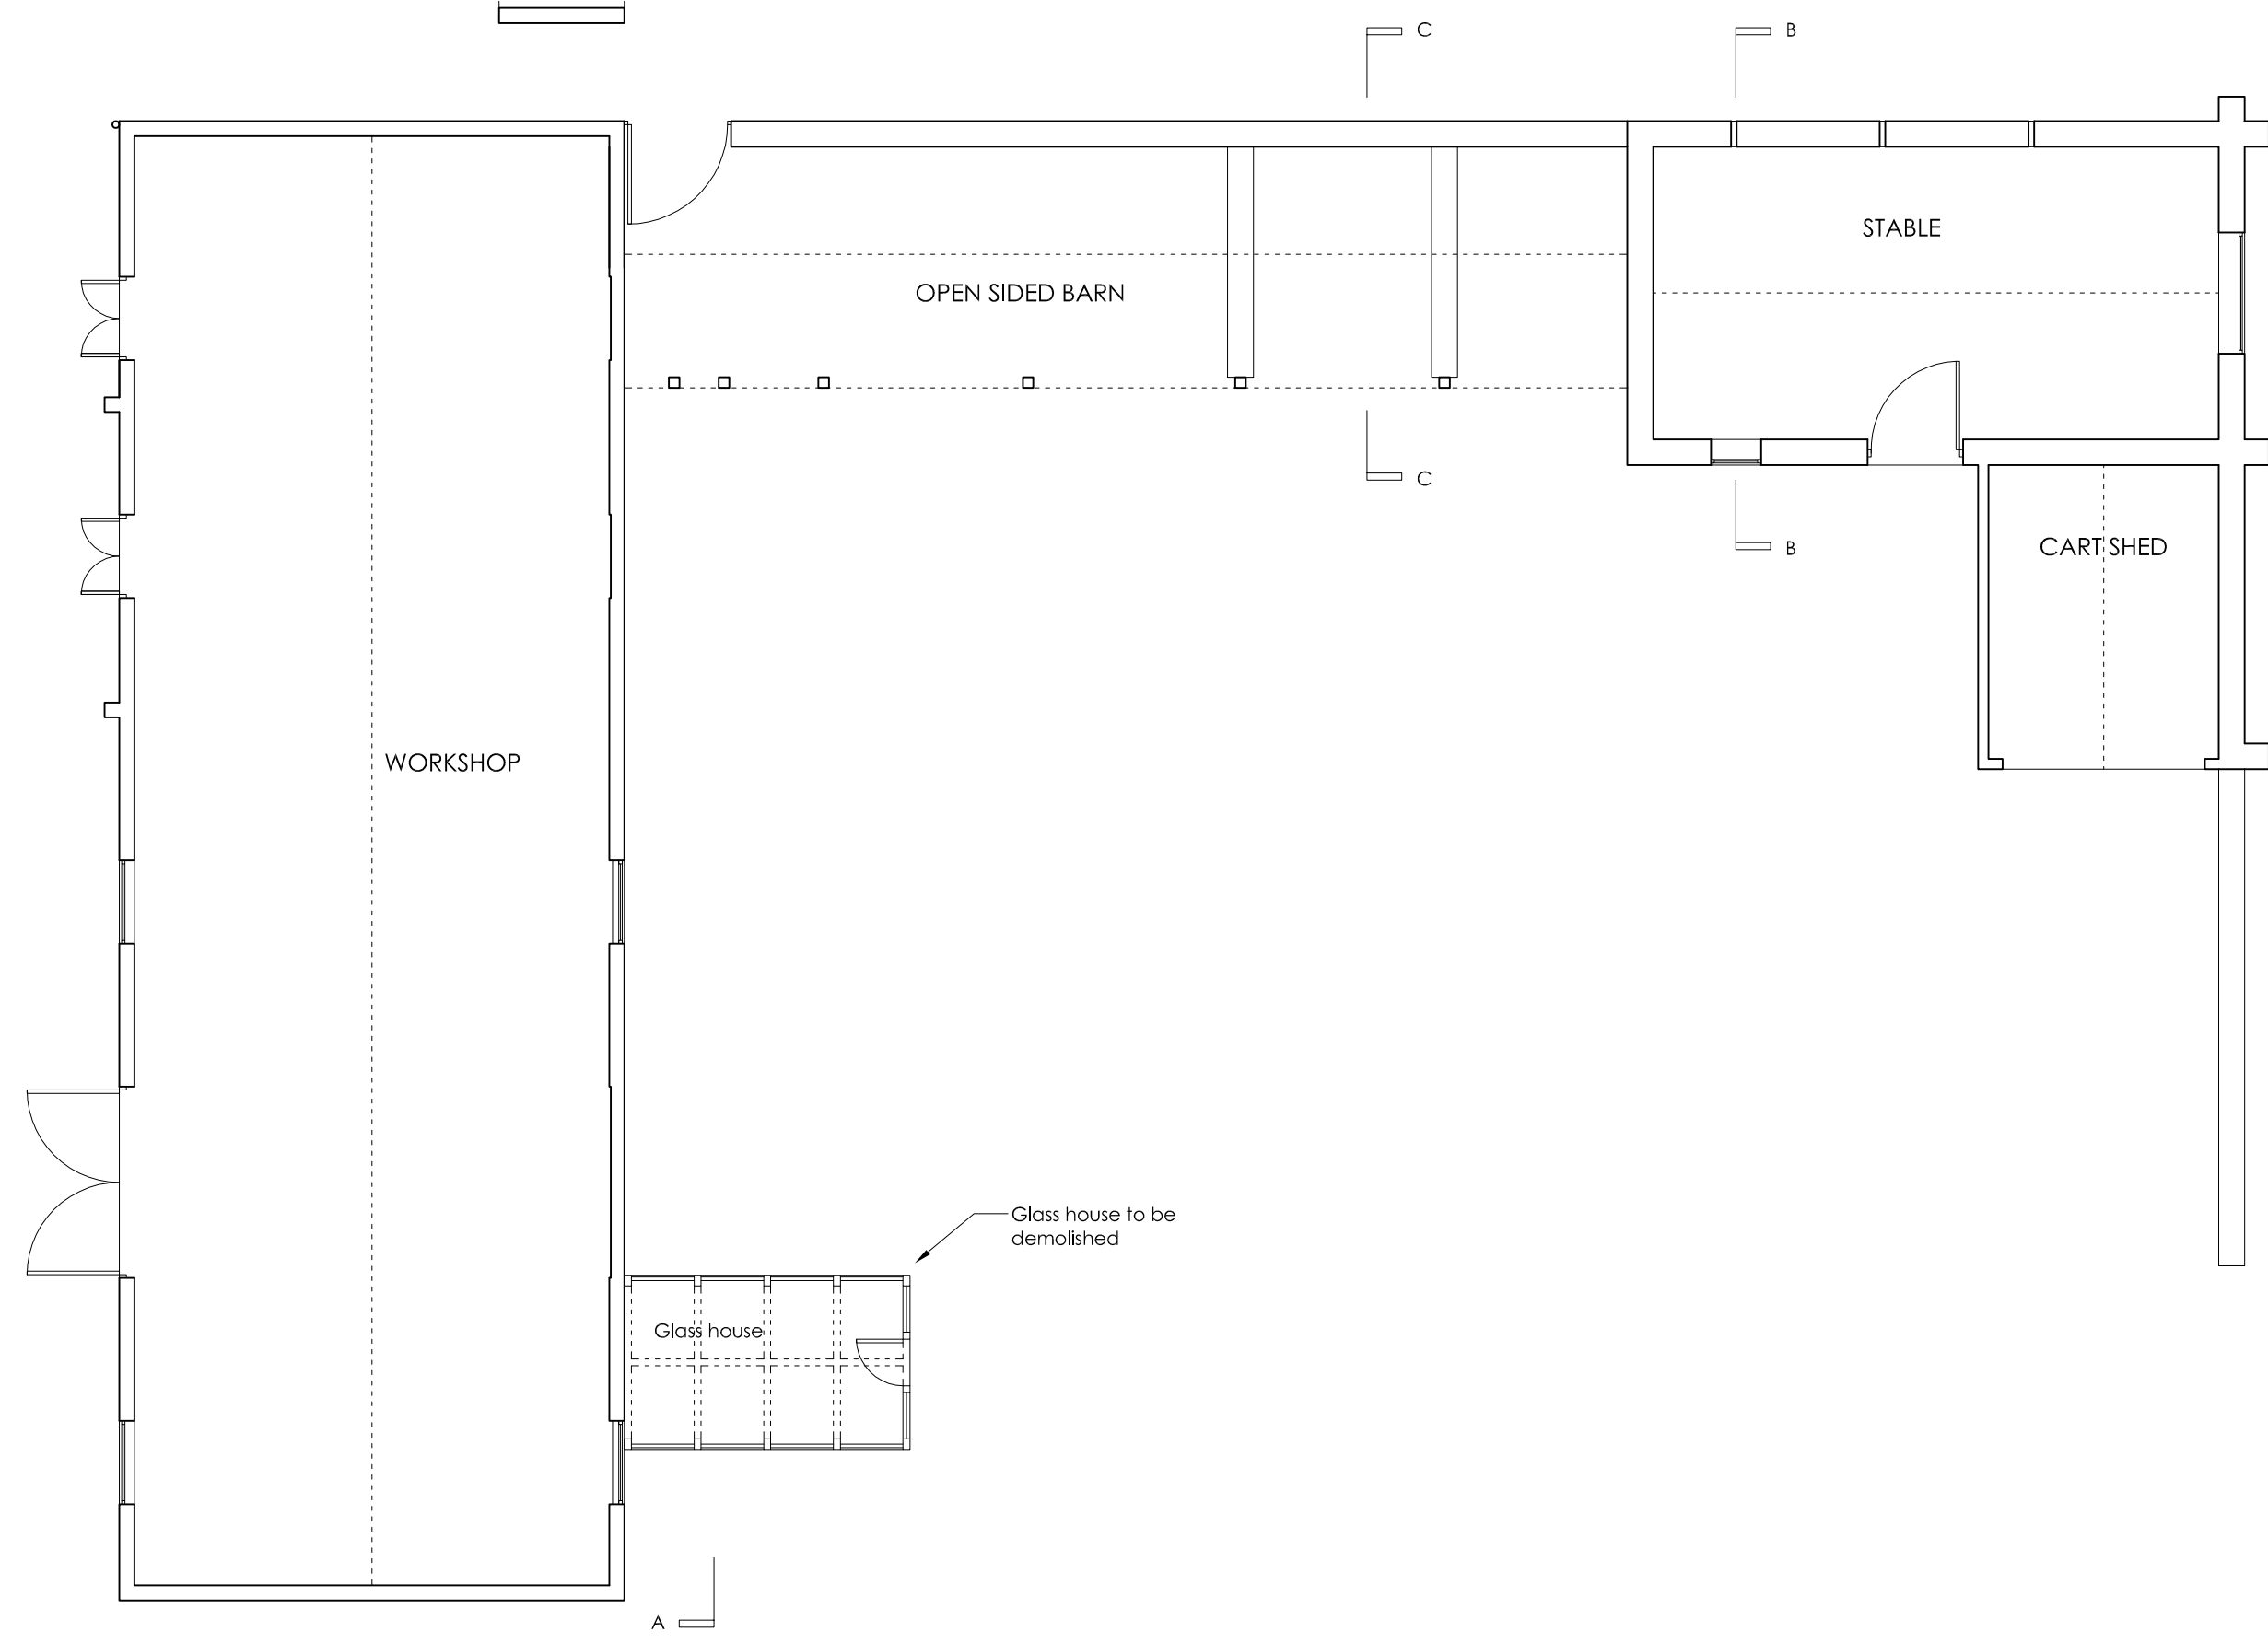 C
B
STABLE
OPEN SIDED BARN
C
B
CART SHED
WORKSHOP
Glass house to be
demolished
Glass house
A